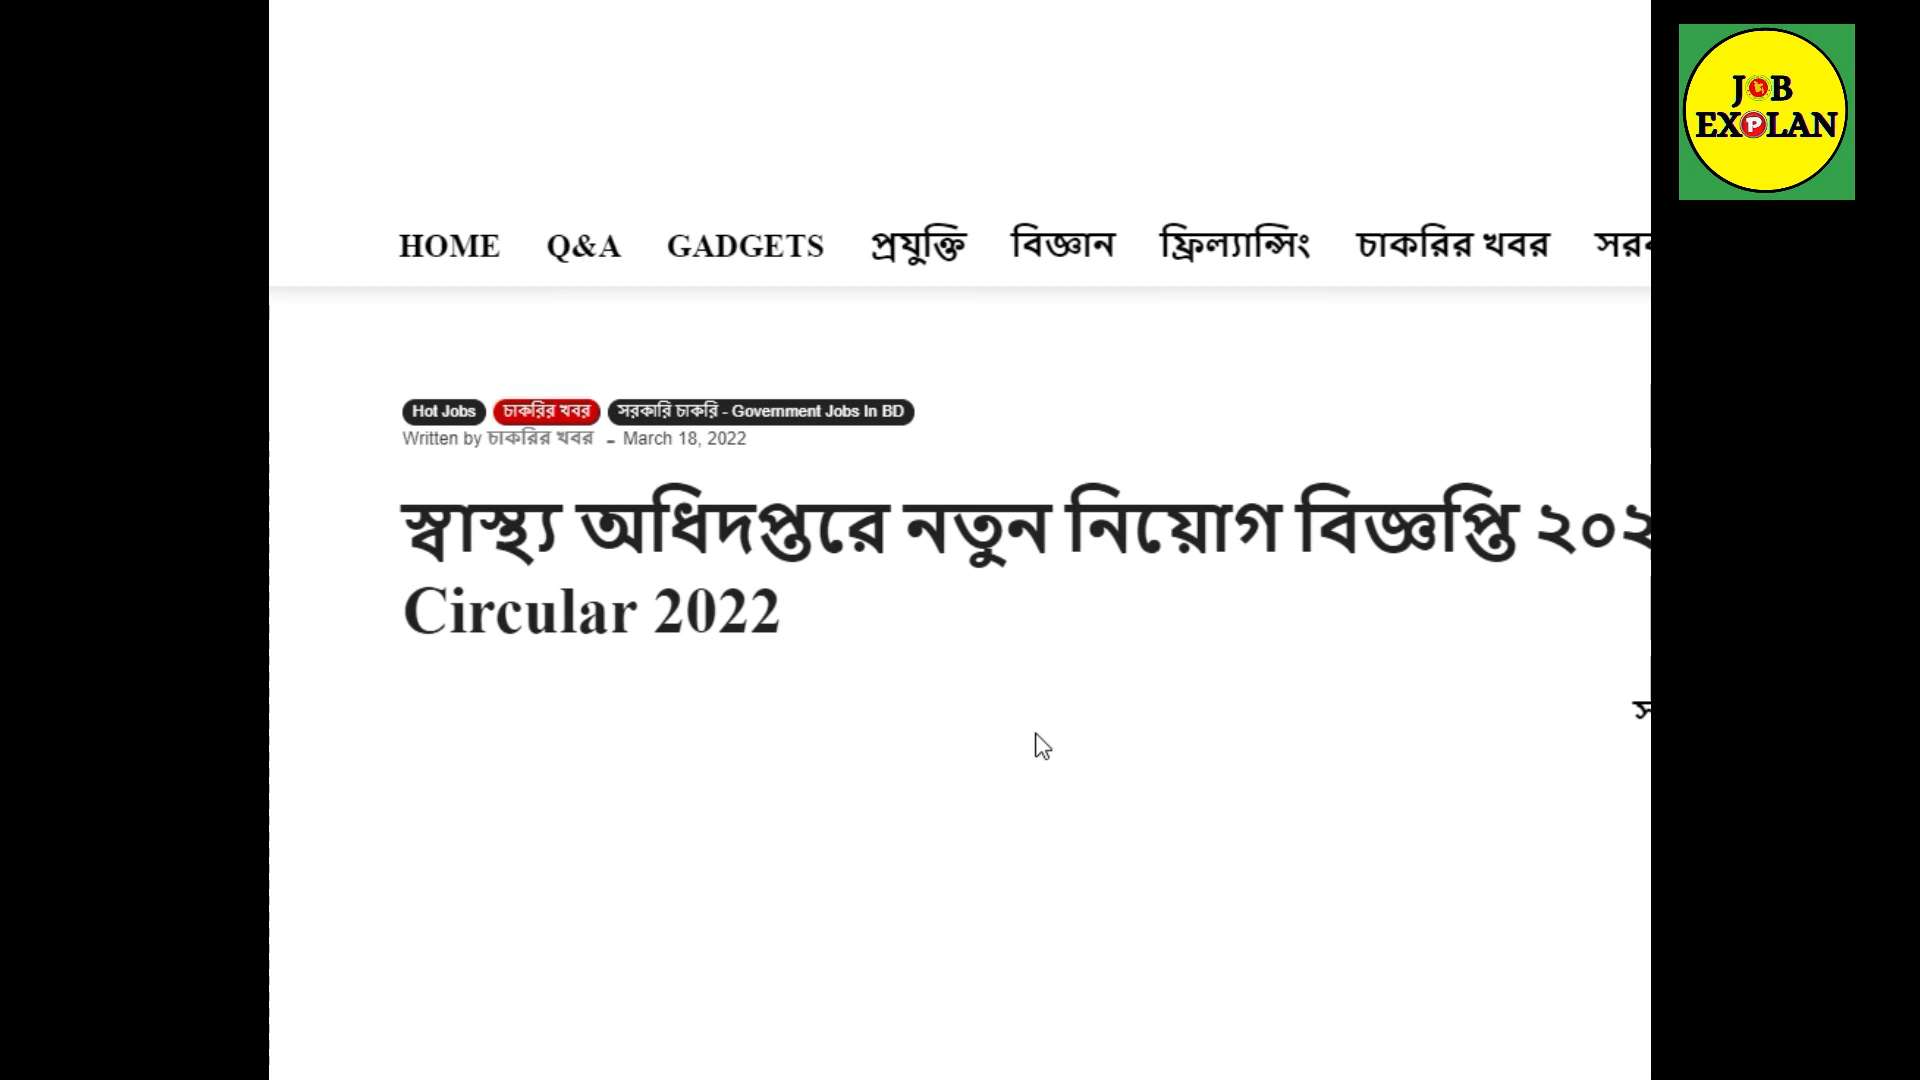 JOB
EXPLAN
HOME Q&A GADGETS প্রযুক্তি বিজ্ঞান ফ্রিল্যান্সিং চাকরির খবর
Hot Jobs চাকরির খবর সরকারি চাকরি - Government Jobs In BD
Written by চাকরির খবর - March 18, 2022
স্বাস্থ্য অধিদপ্তরে নতুন নিয়োগ বিজ্ঞপ্তি ২০২
Circular 2022